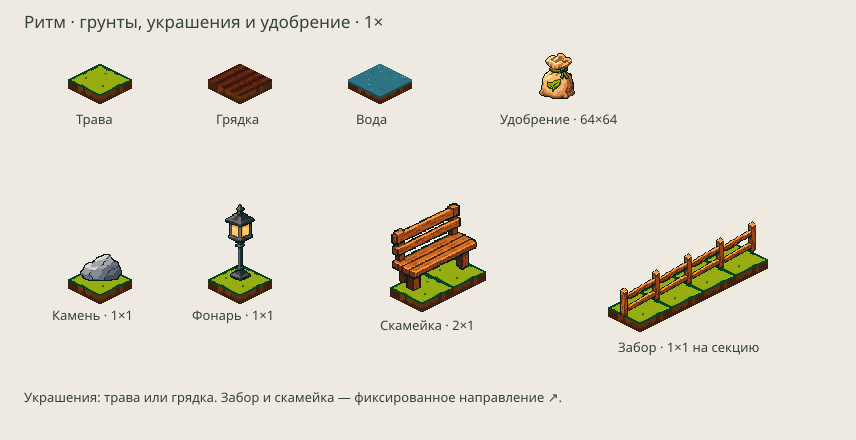 Ритм · грунты, украшения и удобрение · 1×
Трава
Грядка
Вода
Удобрение · 64×64
Камень · 1×1
Фонарь · 1×1
Скамейка · 2×1
Забор · 1×1 на секцию
Украшения: трава или грядка. Забор и скамейка — фиксированное направление ↗.